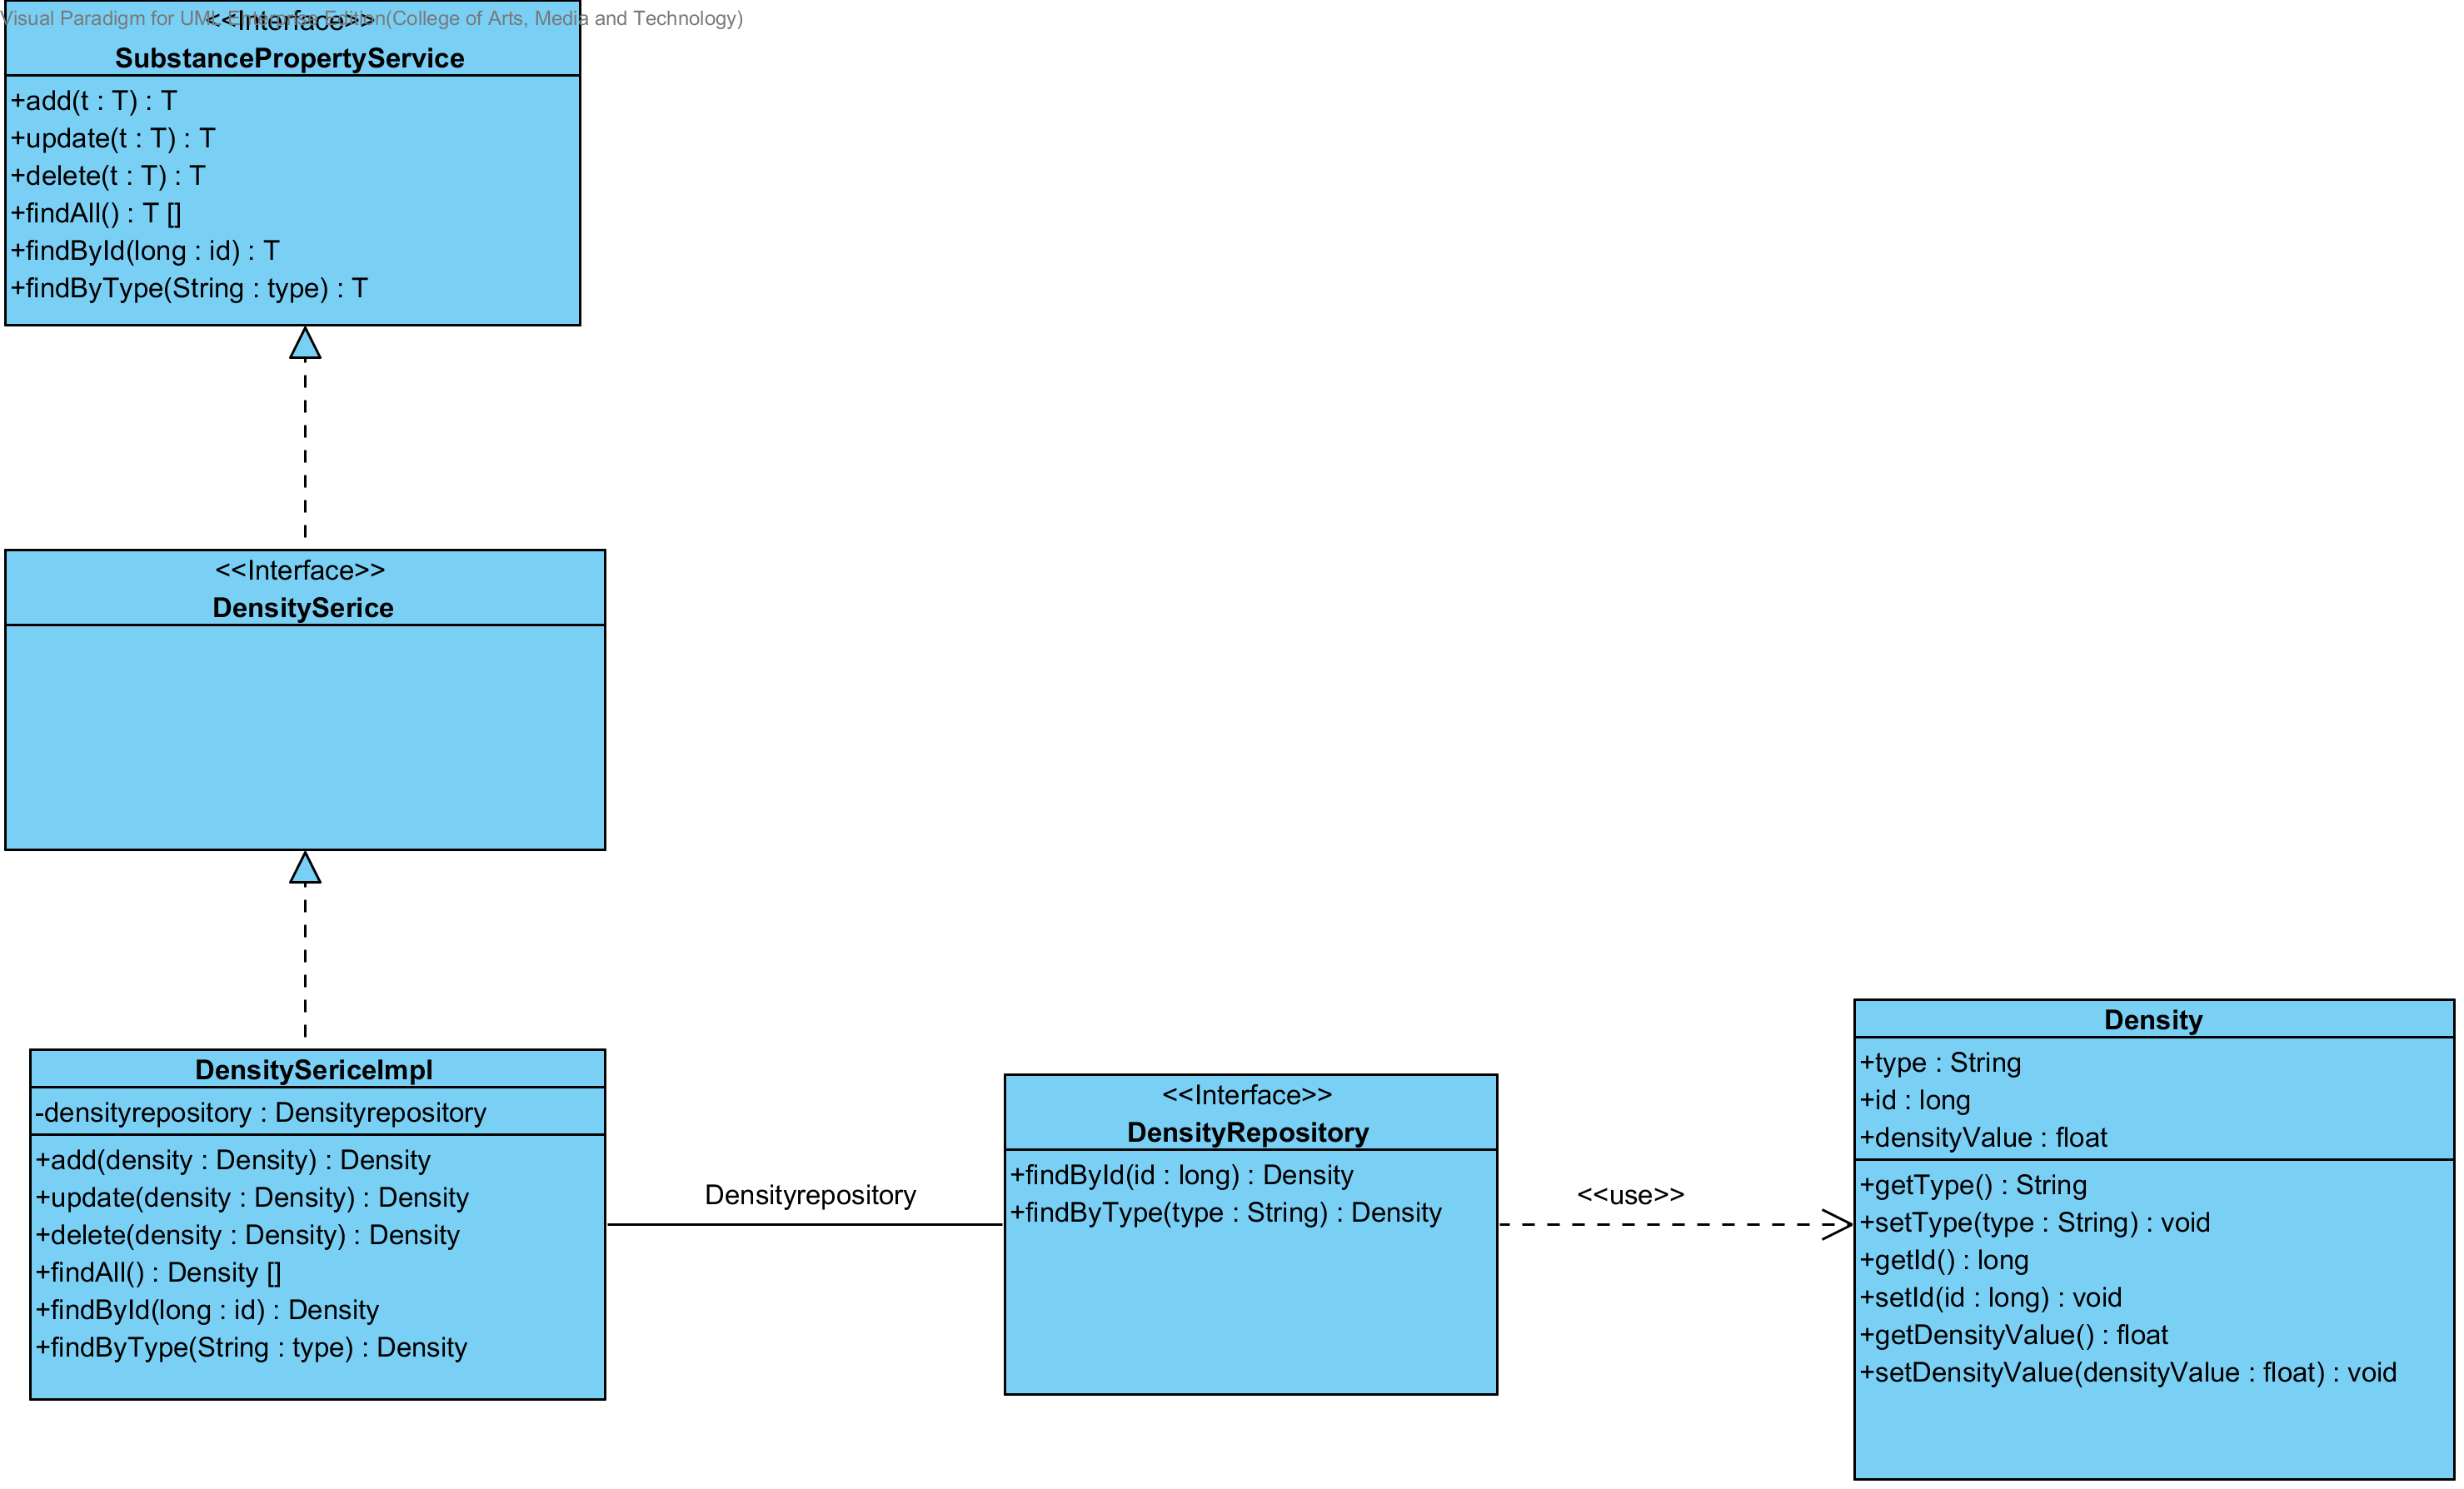 Visual Paradigm for UML Enterprise Edition(College of Arts, Media and Technology)
<<Interface>>
SubstancePropertyService
+add(t : T) : T
+update(t : T) : T
+delete(t : T) : T
+findAll() : T []
+findById(long : id) : T
+findByType(String : type) : T
<<Interface>>
DensitySerice
DensitySericeImpl
-densityrepository : Densityrepository
+add(density : Density) : Density
+update(density : Density) : Density
+delete(density : Density) : Density
+findAll() : Density []
+findById(long : id) : Density
+findByType(String : type) : Density
Densityrepository
<<Interface>>
DensityRepository
+findById(id : long) : Density
+findByType(type : String) : Density
<<use>>
Density
+type : String
+id : long
+densityValue : float
+getType() : String
+setType(type : String) : void
+getId() : long
+setId(id : long) : void
+getDensityValue() : float
+setDensityValue(densityValue : float) : void